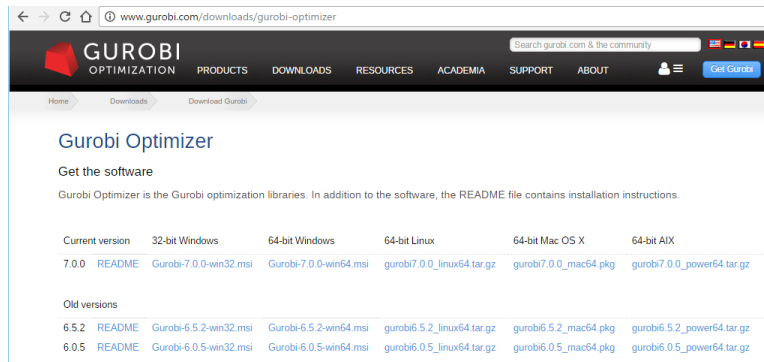 www.gurobi.com/downloads/gurobi-optimizer
Search gurobi.com & the community
GUROBI
OPTIMIZATION
PRODUCTS DOWNLOADS RESOURCES ACADEMIA SUPPORT ABOUT Get Gurobi
Home Downloads Download Gurobi
Gurobi Optimizer
Get the software
Gurobi Optimizer is the Gurobi optimization libraries. In addition to the software, the README file contains installation instructions.
Current version 32-bit Windows 64-bit Windows 64-bit Linux 64-bit Mac OS X 64-bit AIX
7.0.0 README Gurobi-7.0.0-win32.msi Gurobi-7.0.0-win64.msi gurobi7.0.0_linux64.tar.gz gurobi7.0.0_mac64.pkg gurobi7.0.0_power64.tar.gz
Old versions
6.5.2 README Gurobi-6.5.2-win32.msi Gurobi-6.5.2-win64.msi gurobi6.5.2_linux64.tar.gz gurobi6.5.2_mac64.pkg gurobi6.5.2_power64.tar.gz
6.0.5 README Gurobi-6.0.5-win32.msi Gurobi-6.0.5-win64.msi gurobi6.0.5_linux64.tar.gz gurobi6.0.5_mac64.pkg gurobi6.0.5_power64.tar.gz